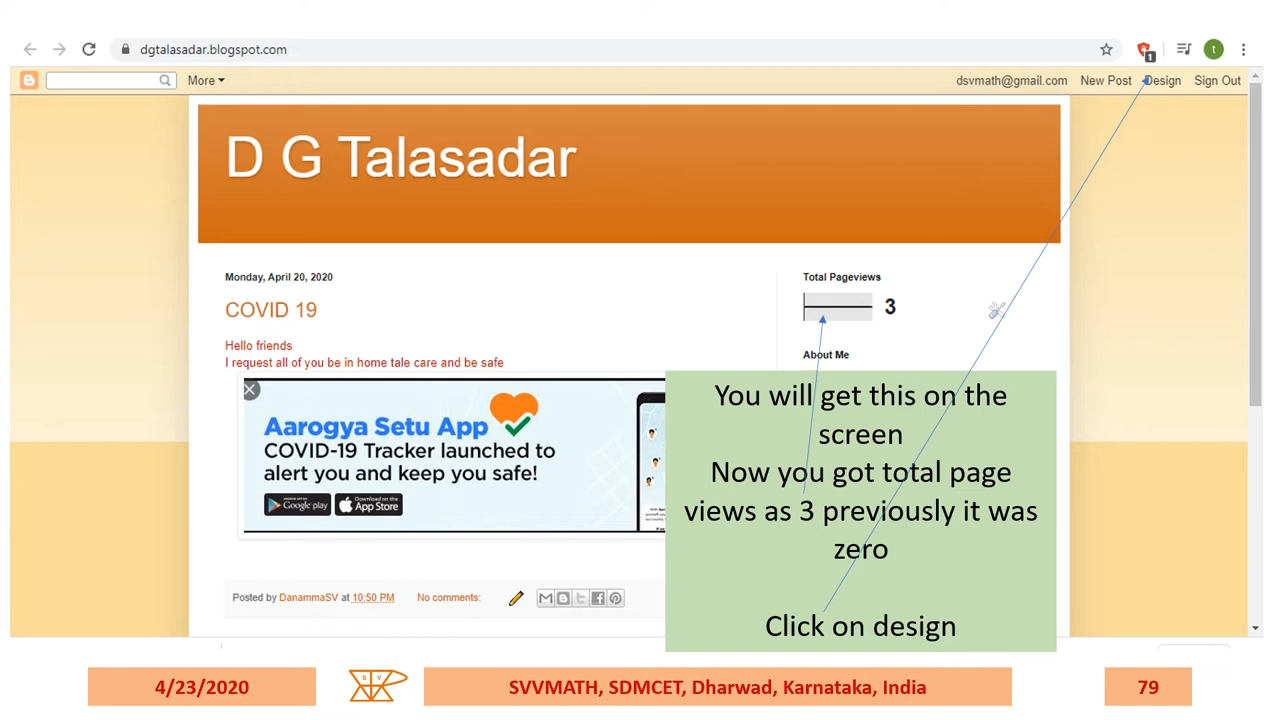 dgtalasadar.blogspot.com
t
1
More
dsvmath@gmail.com New Post Design Sign Out
D G Talasadar
Monday, April 20, 2020
COVID 19
Hello friends
I request all of you be in home tale care and be safe
Aarogya Setu App
COVID-19 Tracker launched to
alert you and keep you safe!
Google play
Download on the
App Store
Posted by DanammaSV at 10:50 PM No comments:
Total Pageviews
3
About Me
You will get this on the
screen
Now you got total page
views as 3 previously it was
zero
Click on design
4/23/2020
S V
SVVMATH, SDMCET, Dharwad, Karnataka, India
79